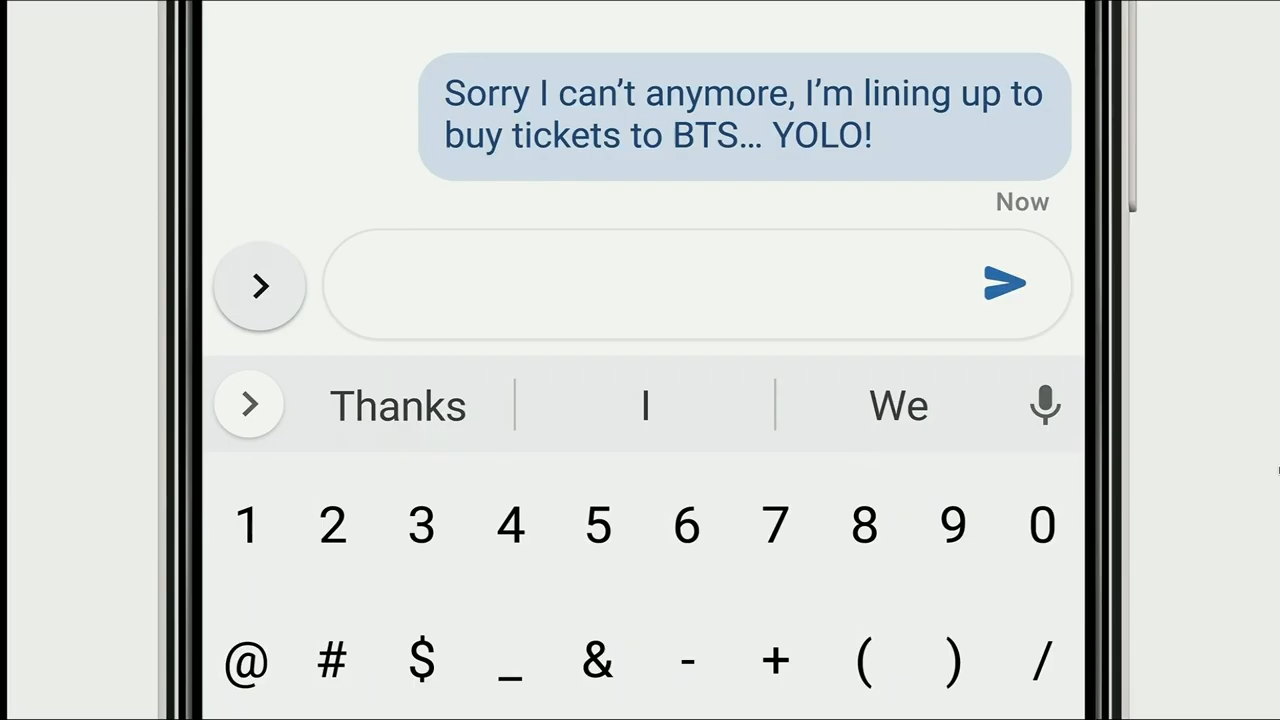 Sorry I can’t anymore, I’m lining up to
buy tickets to BTS… YOLO!
Now
Thanks I We
1 2 3 4 5 6 7 8 9 0
@ # $ _ & - + ( ) /